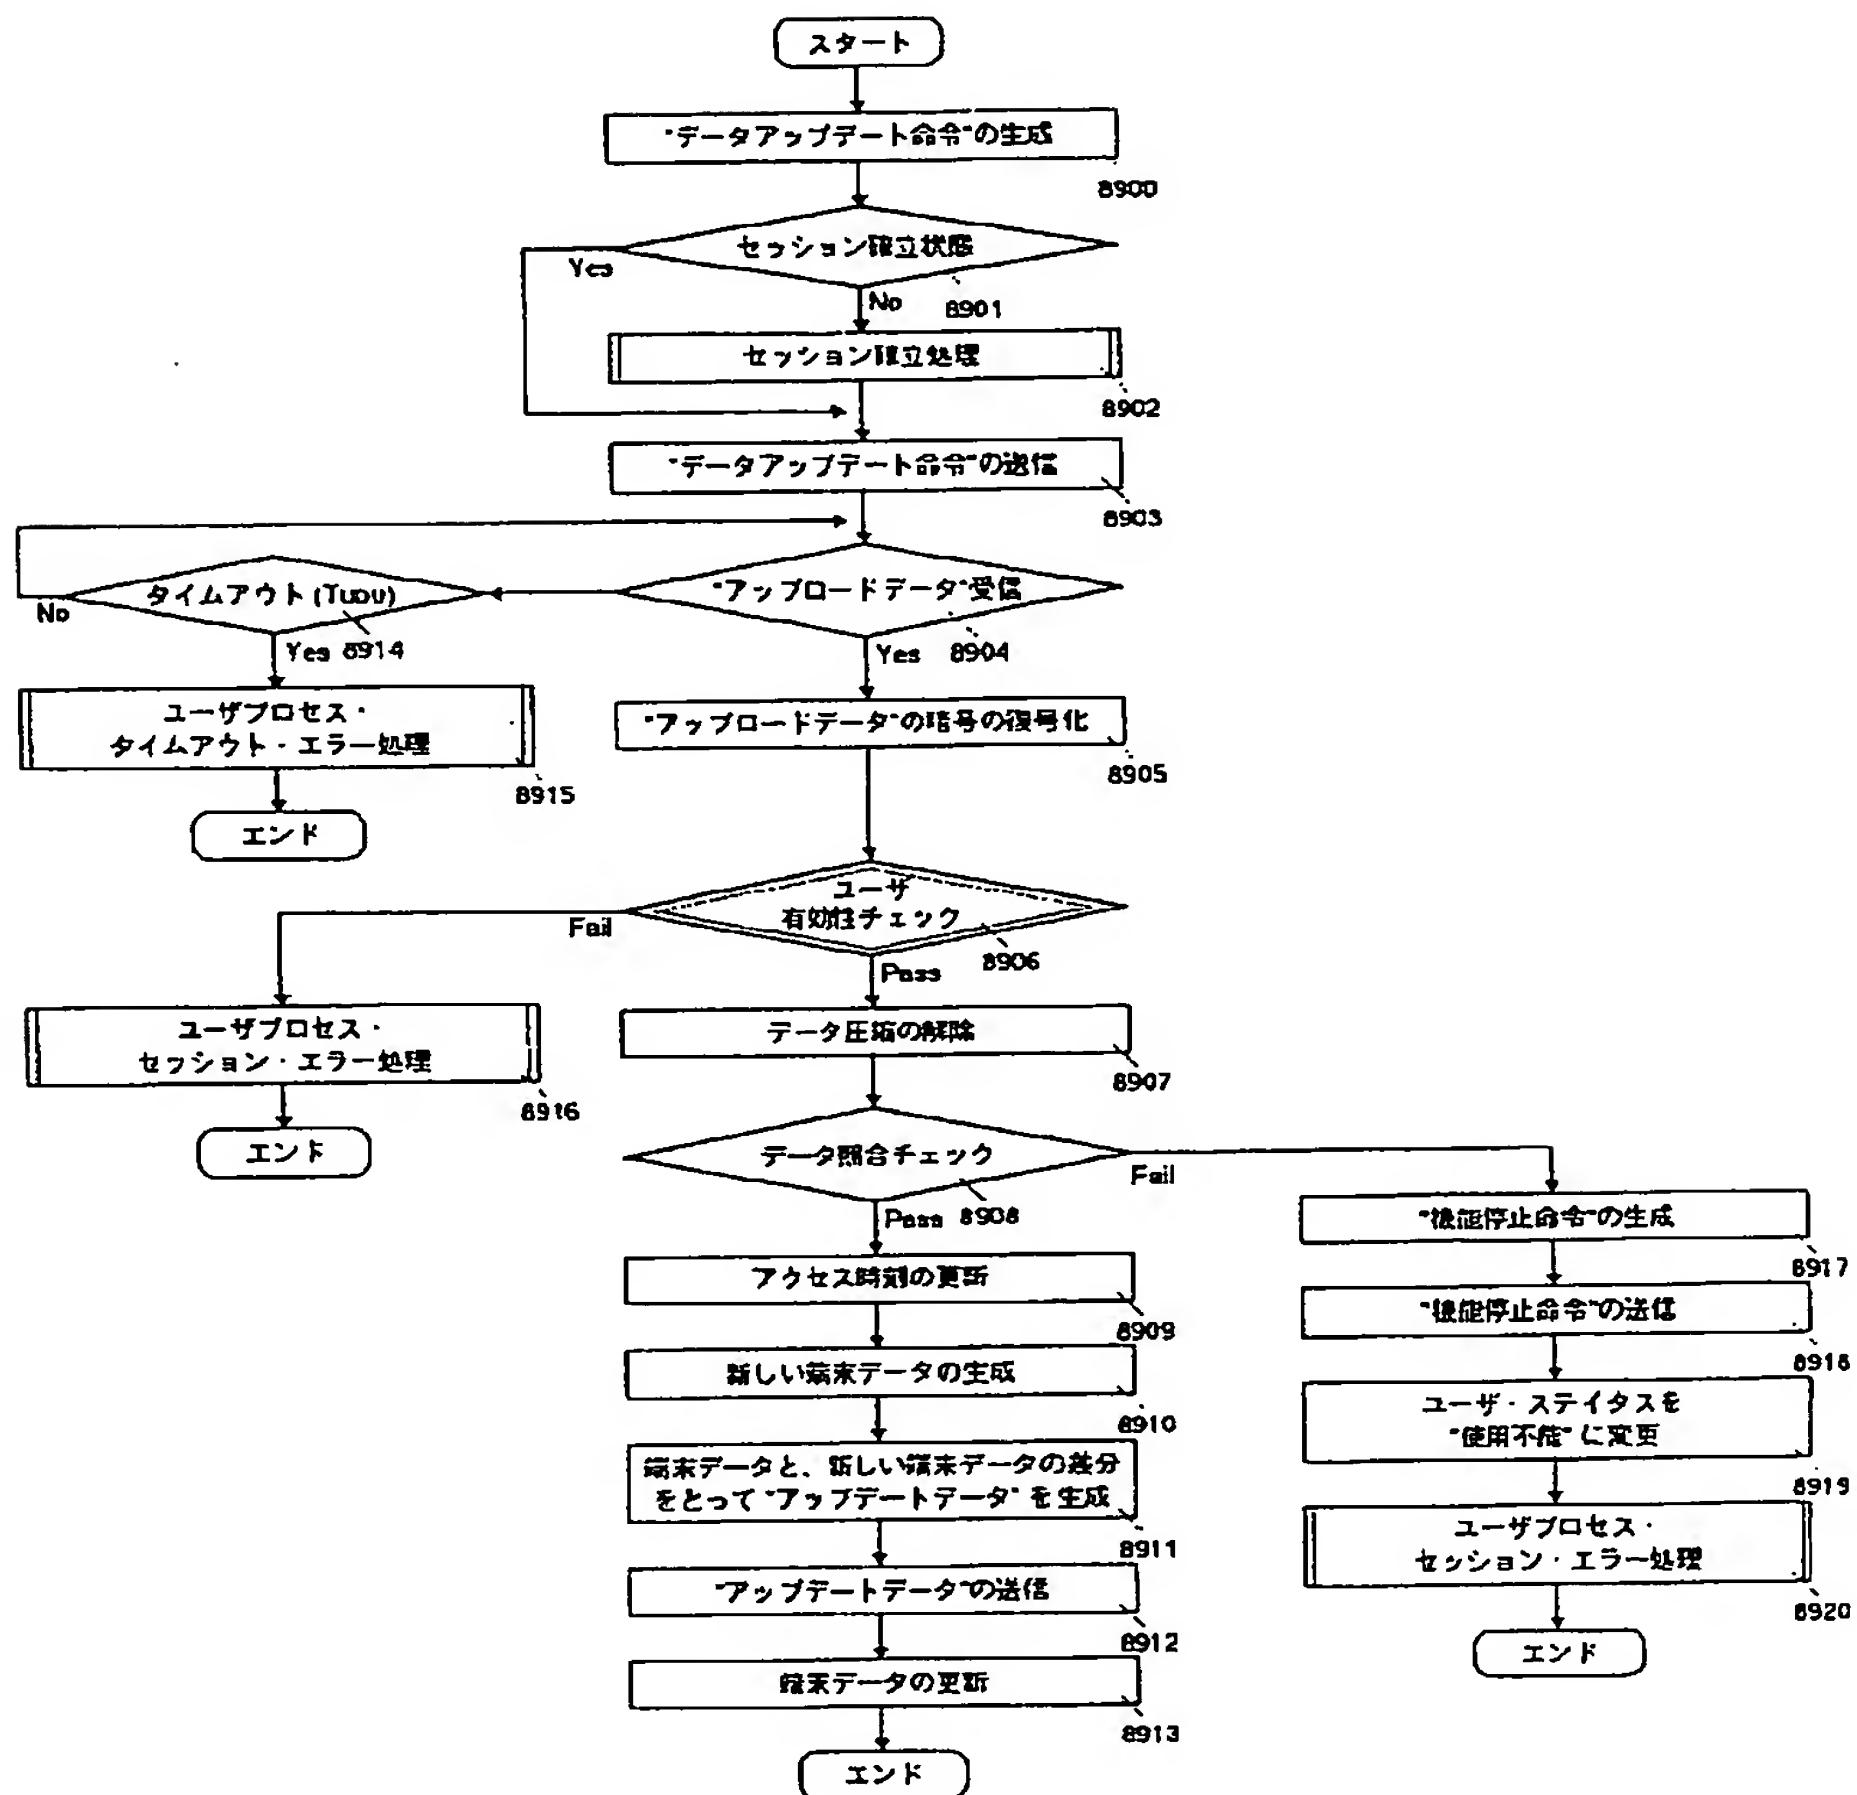 スタート
"データアップデート命令"の生成
8900
セッション確立状態
Yes
No
8901
セッション確立処理
8902
"データアップデート命令"の送信
8903
タイムアウト
"アップロードデータ"受信
No
Yes 8914
Yes
8904
ユーザプロセス・
タイムアウト・エラー処理
8915
エンド
"アップロードデータ"の暗号の復号化
8905
ユーザ
有効性チェック
Fail
8906
Pass
ユーザプロセス・
セッション・エラー処理
8916
エンド
データ圧縮の解除
8907
データ照合チェック
Fail
Pass 8908
アクセス時刻の更新
8909
新しい端末データの生成
8910
端末データと、新しい端末データの差分
をとって"アップデートデータ"を生成
8911
"アップデートデータ"の送信
8912
端末データの更新
8913
エンド
"機能停止命令"の生成
8917
"機能停止命令"の送信
8918
ユーザ・ステイタスを
"使用不能"に変更
8919
ユーザプロセス・
セッション・エラー処理
8920
エンド